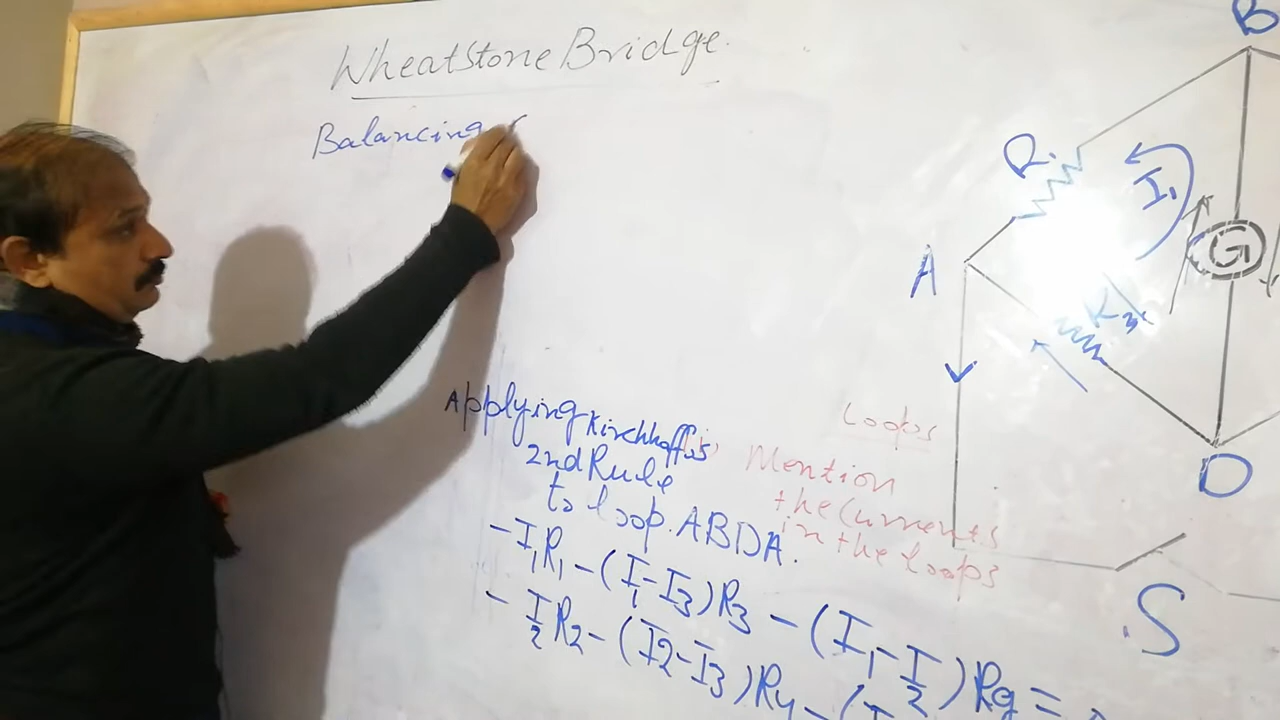 WheatStone Bridge.
Balancing
Applying Kirchhoff's
2nd Rule
to loop. ABDA.
-I1R1-(I1-I3)R3-(I1-I2)Rg=
-I2R2-(I2-I3)R4-(I
Loops
Mention
the Currents
in the loops
B
R1
I1
G
A
R3
D
S